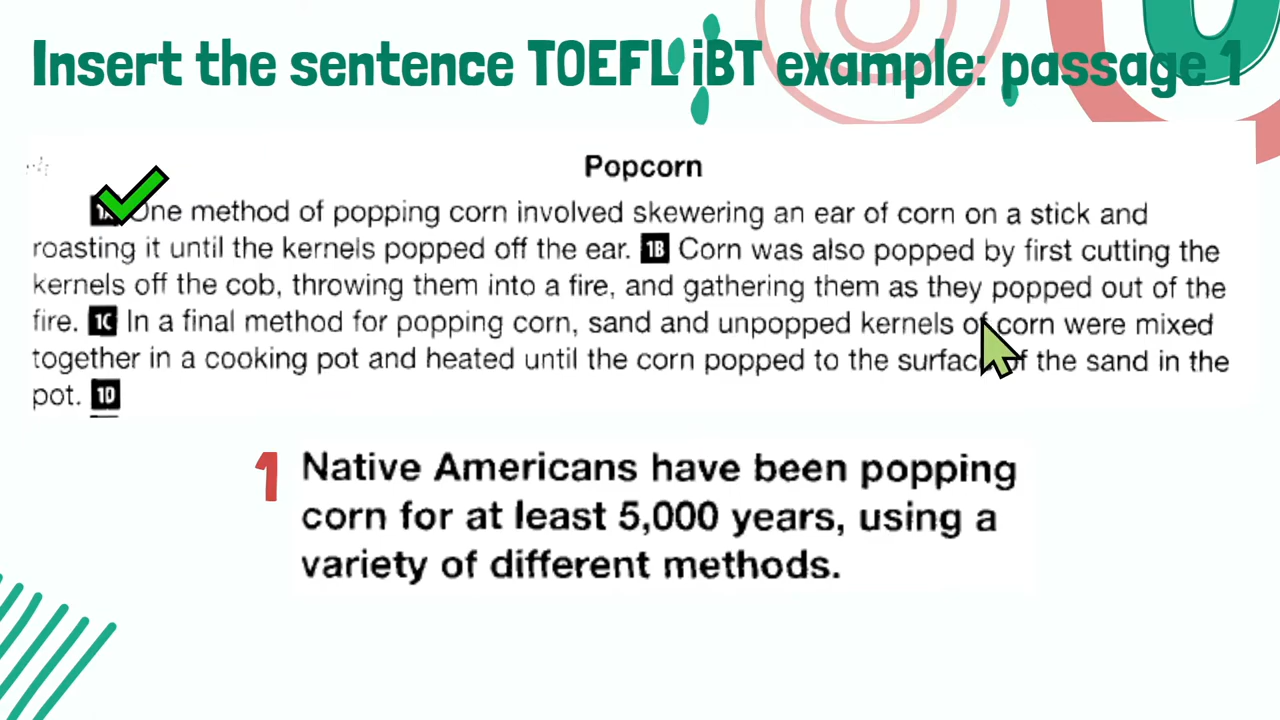 Insert the sentence TOEFL iBT example: passage 1
Popcorn
1A One method of popping corn involved skewering an ear of corn on a stick and
roasting it until the kernels popped off the ear. 1B Corn was also popped by first cutting the
kernels off the cob, throwing them into a fire, and gathering them as they popped out of the
fire. 1C In a final method for popping corn, sand and unpopped kernels of corn were mixed
together in a cooking pot and heated until the corn popped to the surface of the sand in the
pot. 1D
1 Native Americans have been popping
corn for at least 5,000 years, using a
variety of different methods.